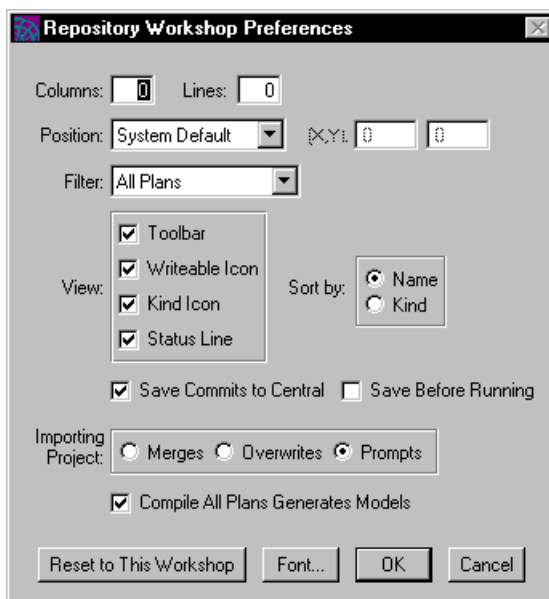 Repository Workshop Preferences
Columns: 0 Lines: 0
Position: System Default (X,Y): 0 0
Filter: All Plans
Toolbar
Writeable Icon
View: Kind Icon Sort by: Name
Kind
Status Line
Save Commits to Central Save Before Running
Importing
Project: Merges Overwrites Prompts
Compile All Plans Generates Models
Reset to This Workshop Font... OK Cancel